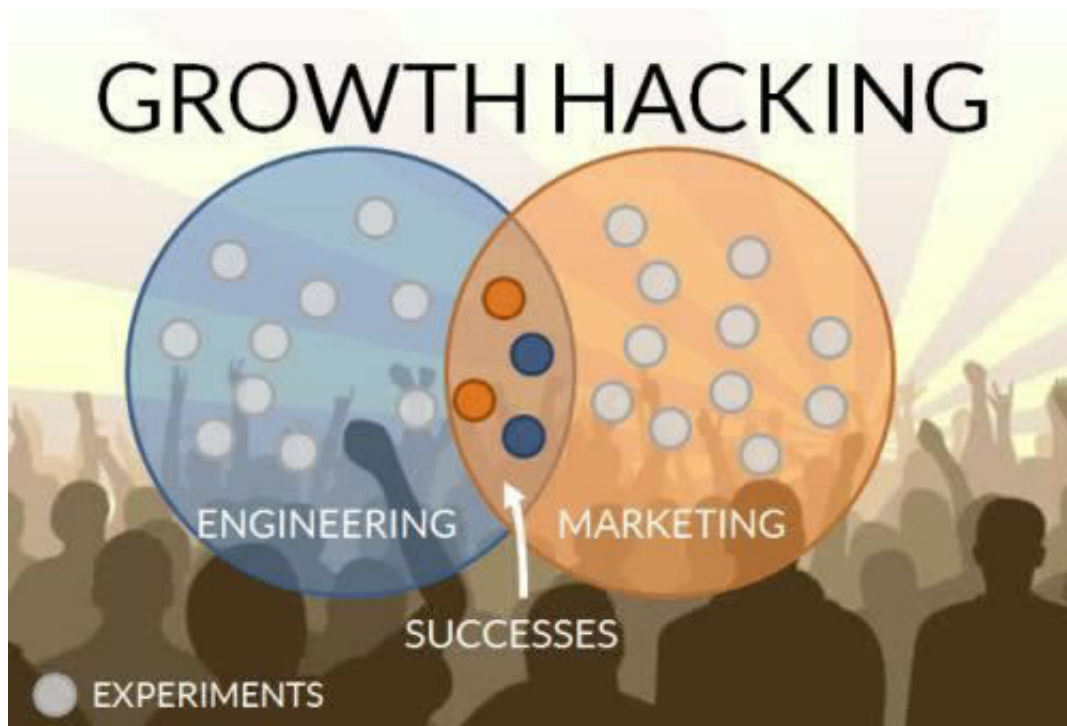 GROWTH HACKING
ENGINEERING
MARKETING
SUCCESSES
EXPERIMENTS